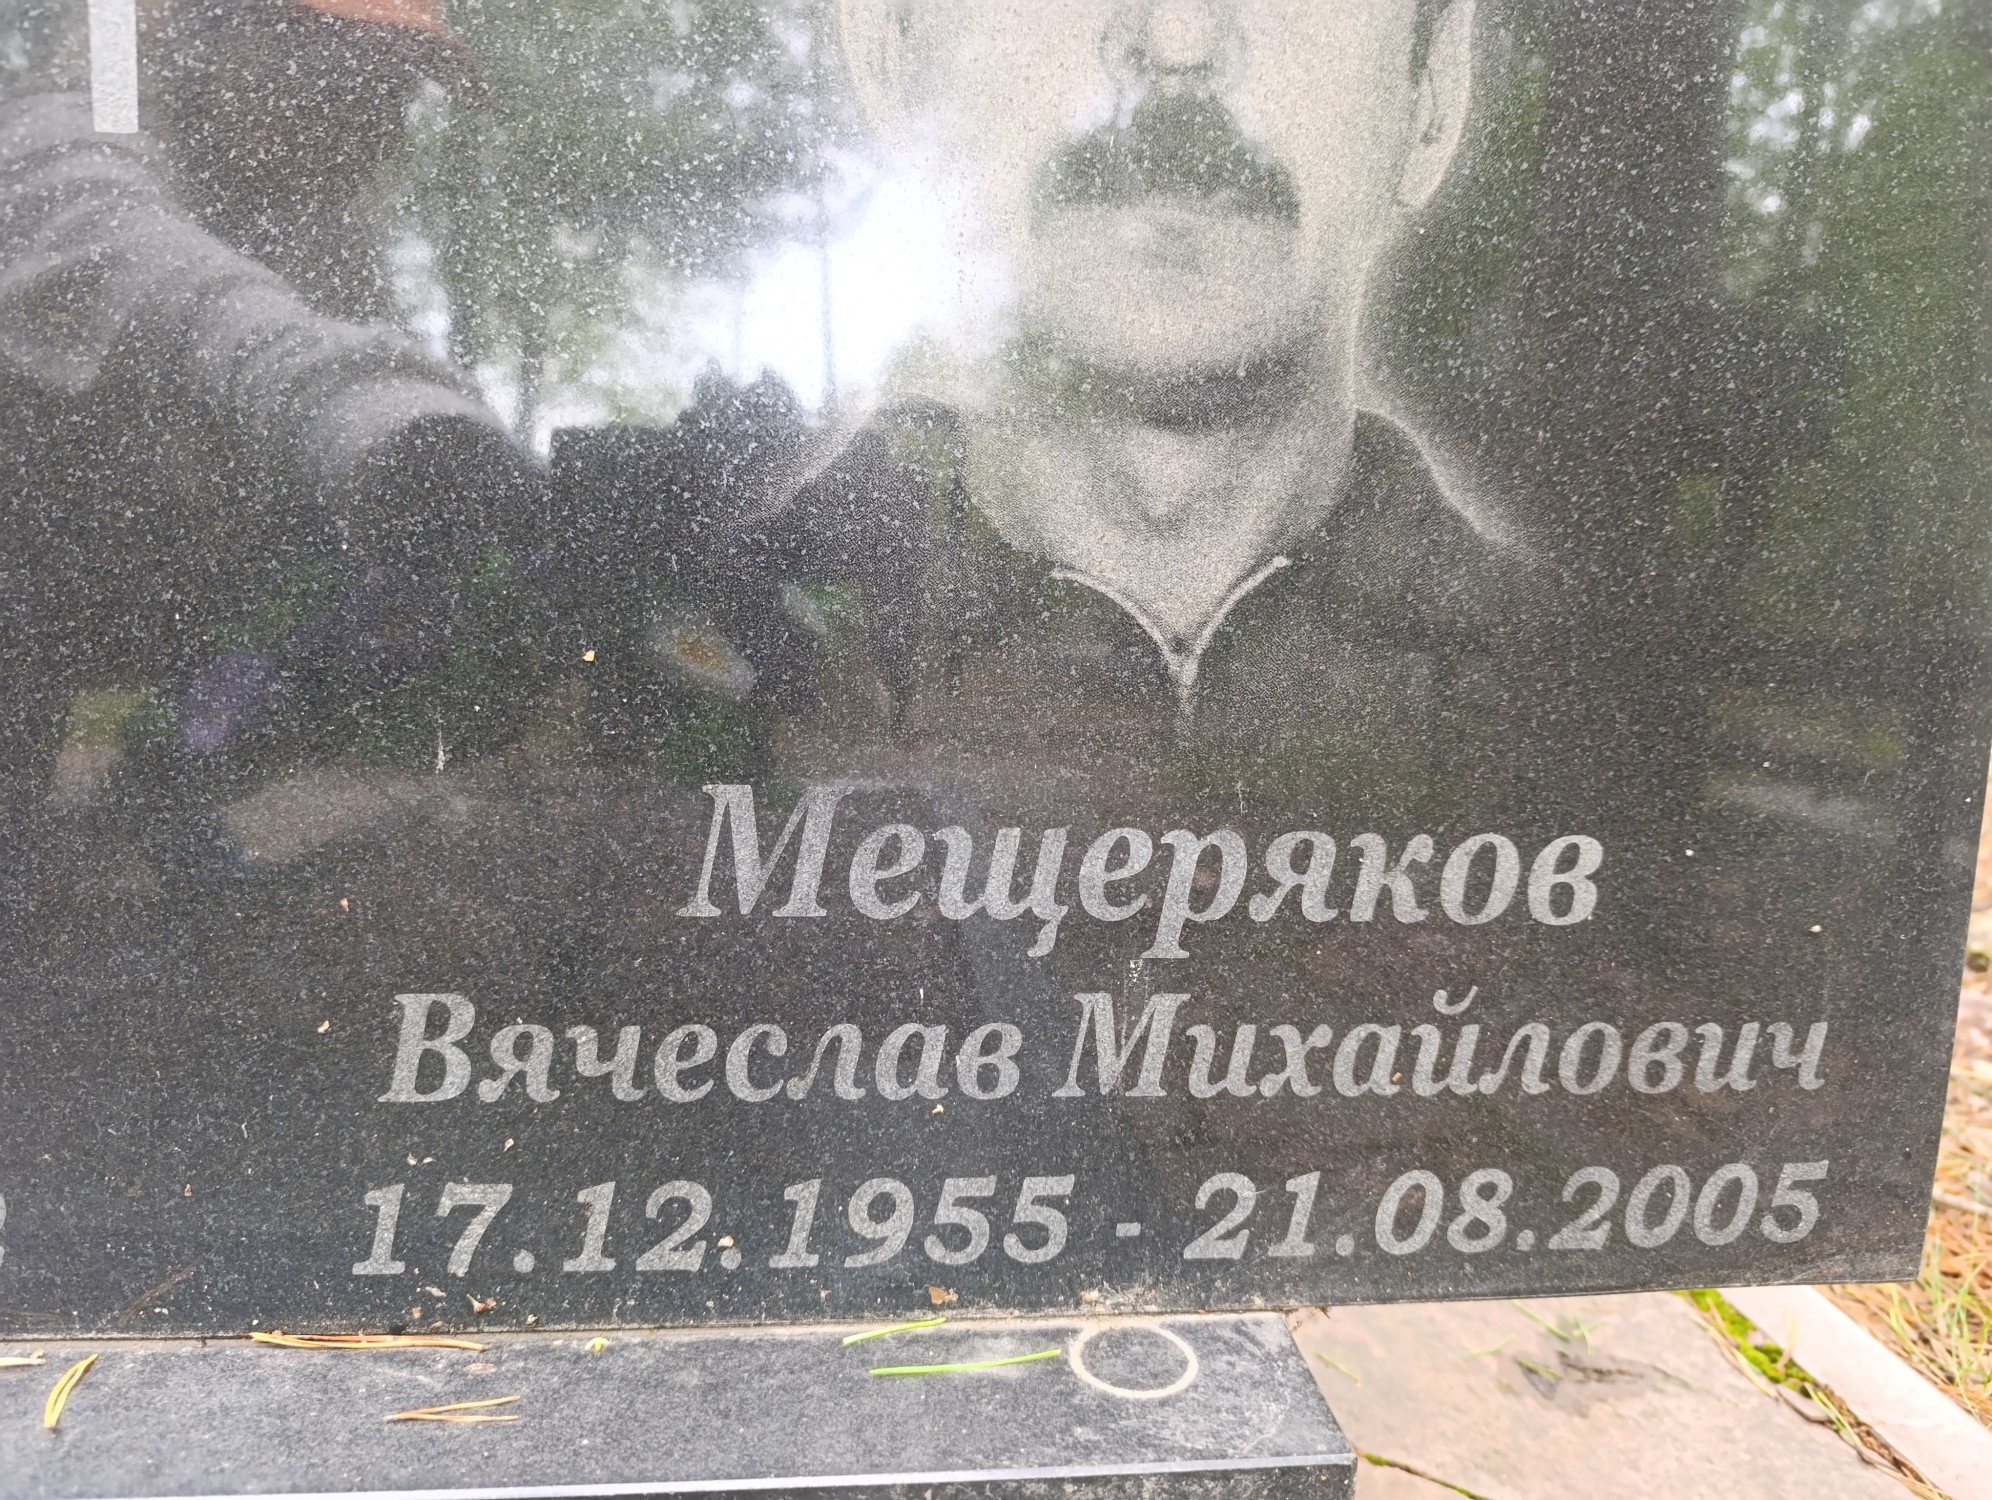 Мещеряков
Вячеслав Михайлович
17.12.1955 - 21.08.2005